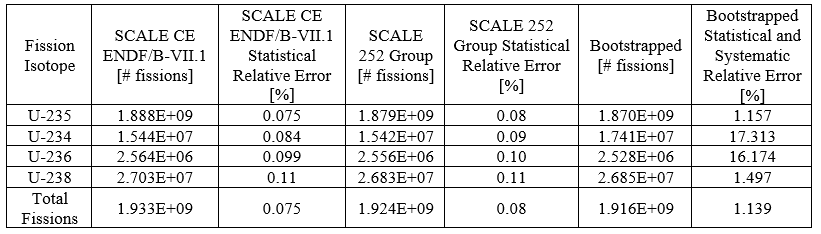 Fission Isotope | SCALE CE ENDF/B-VII.1 [# fissions] | SCALE CE ENDF/B-VII.1 Statistical Relative Error [%] | SCALE 252 Group [# fissions] | SCALE 252 Group Statistical Relative Error [%] | Bootstrapped [# fissions] | Bootstrapped Statistical and Systematic Relative Error [%]
U-235 | 1.888E+09 | 0.075 | 1.879E+09 | 0.08 | 1.870E+09 | 1.157
U-234 | 1.544E+07 | 0.084 | 1.542E+07 | 0.09 | 1.741E+07 | 17.313
U-236 | 2.564E+06 | 0.099 | 2.556E+06 | 0.10 | 2.528E+06 | 16.174
U-238 | 2.703E+07 | 0.11 | 2.683E+07 | 0.11 | 2.685E+07 | 1.497
Total Fissions | 1.933E+09 | 0.075 | 1.924E+09 | 0.08 | 1.916E+09 | 1.139